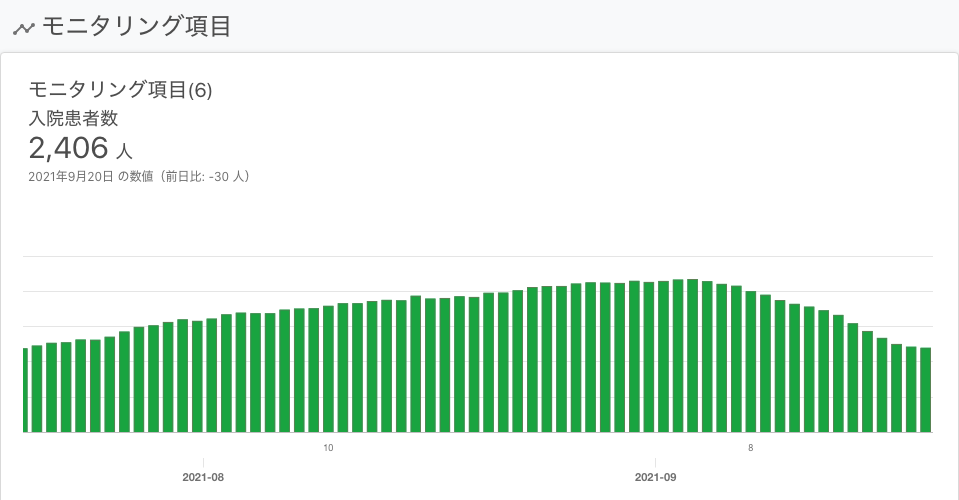 モニタリング項目
モニタリング項目(6)
入院患者数
2,406 人
2021年9月20日 の数値（前日比: -30 人）
10
8
2021-08
2021-09